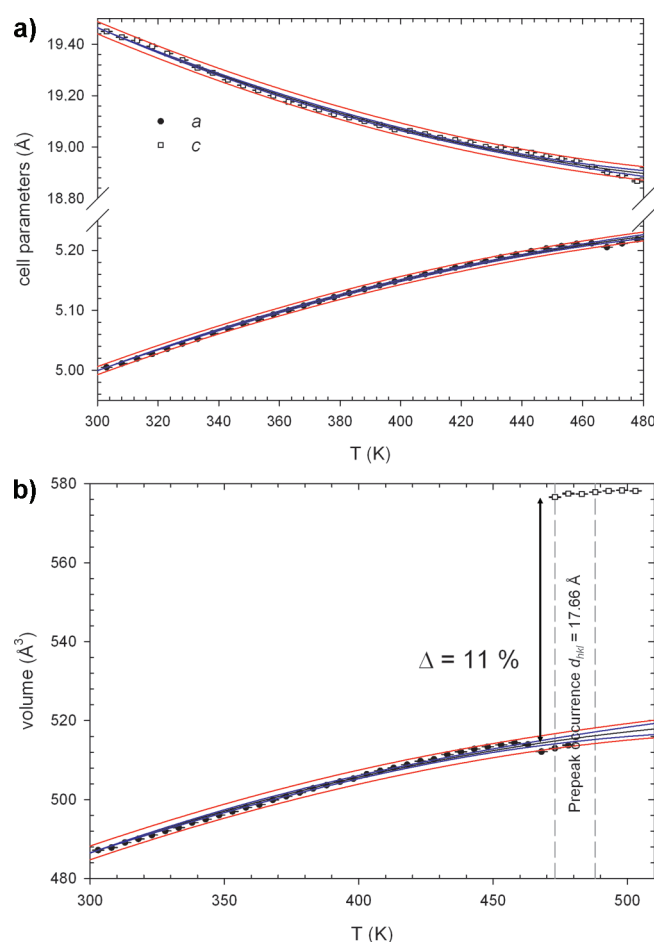 a)
19.40
19.20
19.00
18.80
5.20
5.10
5.00
cell parameters (Å)
a
c
300 320 340 360 380 400 420 440 460 480
T (K)
b)
580
560
540
520
500
480
volume (Å3)
Δ = 11 %
Prepeak occurrence dhkl = 17.66 Å
300 350 400 450 500
T (K)